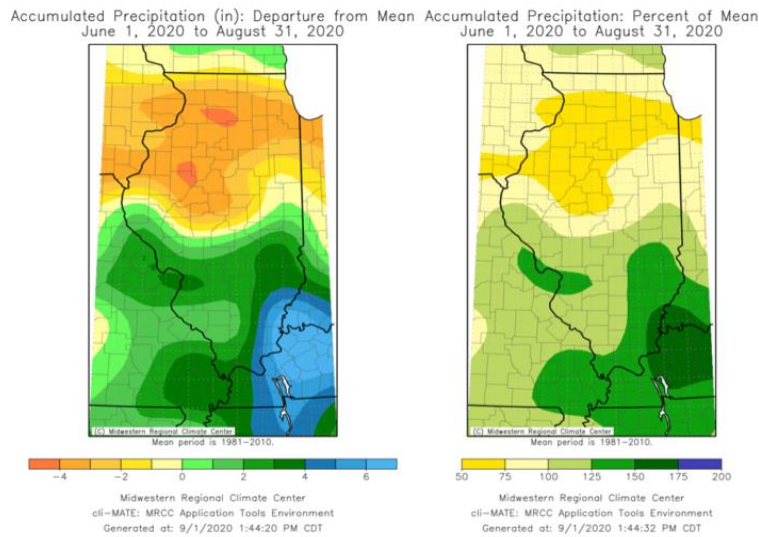 Accumulated Precipitation (in): Departure from Mean
June 1, 2020 to August 31, 2020
(C) Midwestern Regional Climate Center
Mean period is 1981-2010.
-4 -2 0 2 4 6
Midwestern Regional Climate Center
cli-MATE: MRCC Application Tools Environment
Generated at: 9/1/2020 1:44:20 PM CDT
Accumulated Precipitation: Percent of Mean
June 1, 2020 to August 31, 2020
(C) Midwestern Regional Climate Center
Mean period is 1981-2010.
50 75 100 125 150 175 200
Midwestern Regional Climate Center
cli-MATE: MRCC Application Tools Environment
Generated at: 9/1/2020 1:44:32 PM CDT